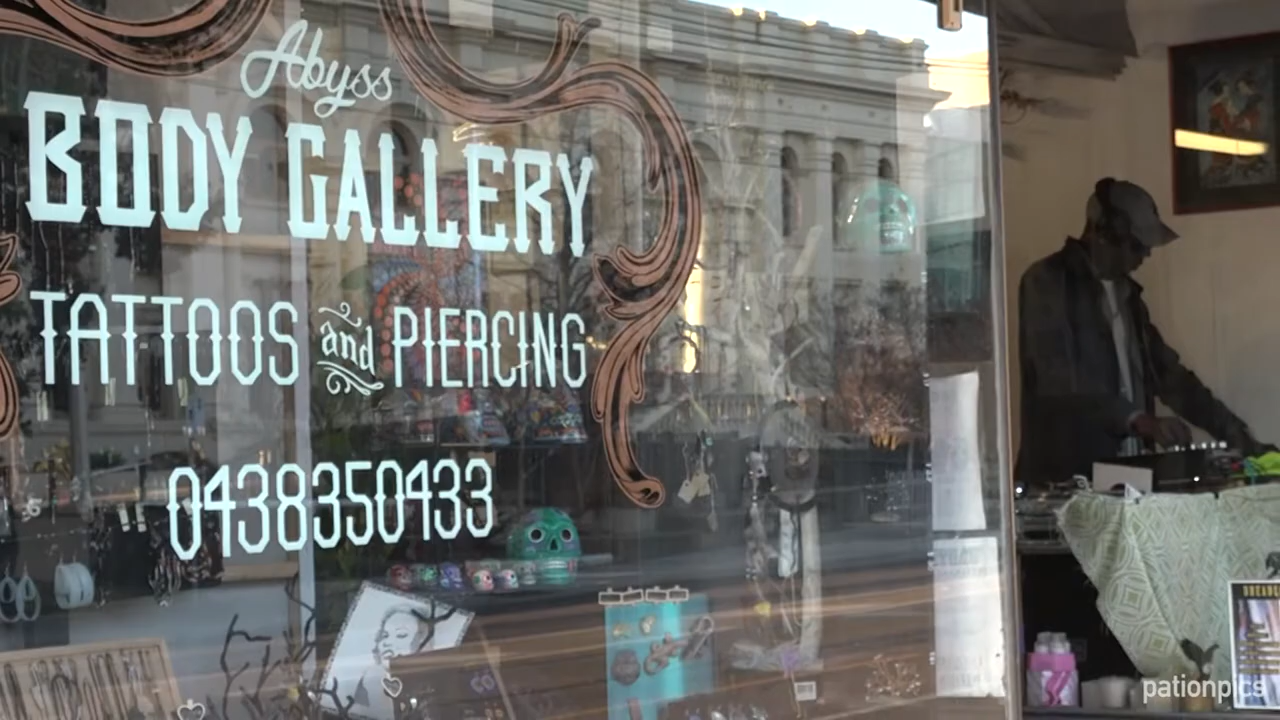 Abyss
BODY GALLERY
TATTOOS and PIERCING
0438350433
pationpics